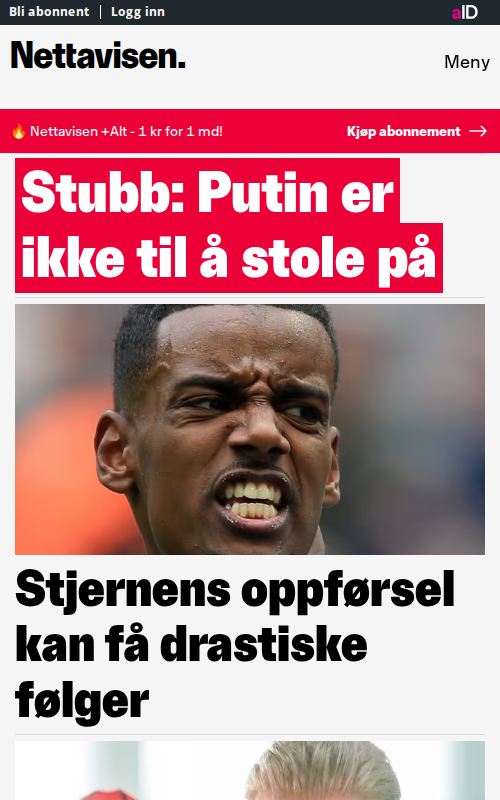 Bli abonnent | Logg inn
aID
Nettavisen.
Meny
🔥 Nettavisen +Alt - 1 kr for 1 md!
Kjøp abonnement →
Stubb: Putin er
ikke til å stole på
Stjernens oppførsel
kan få drastiske
følger